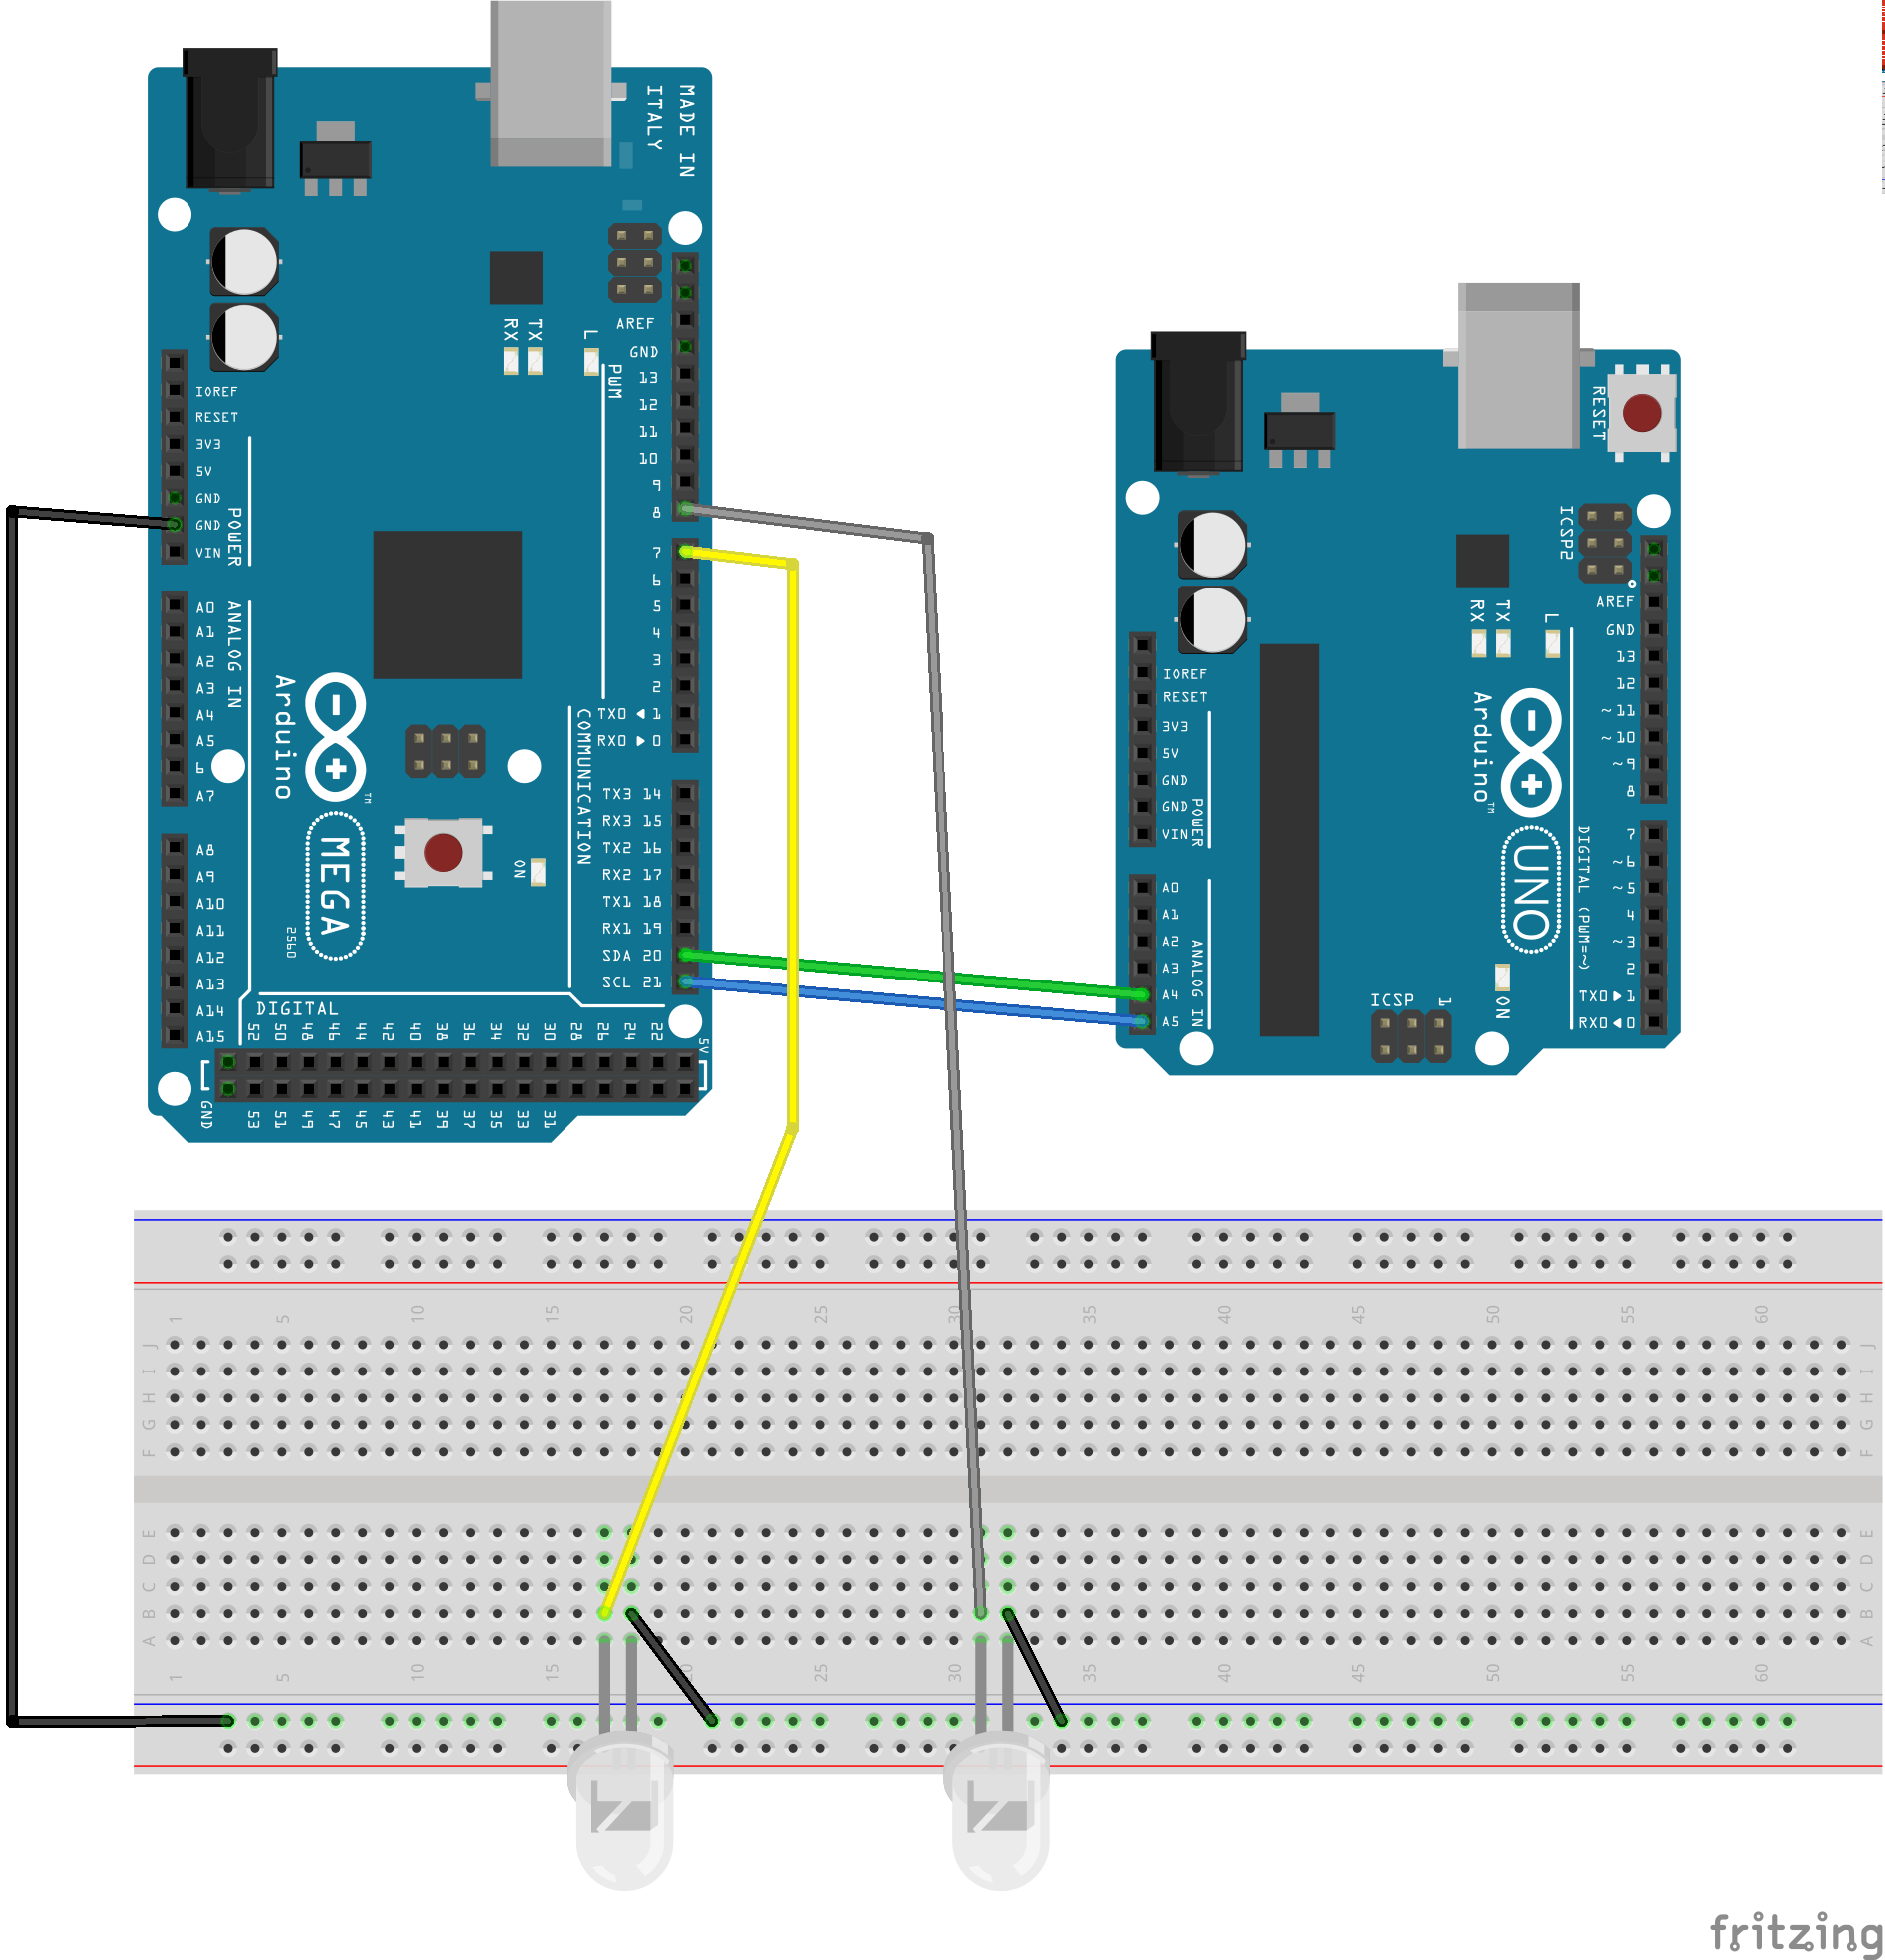 MADE IN
ITALY
RX
TX
L
AREF
GND
PWM
13
12
11
10
9
8
7
6
5
4
3
2
TX0 ◀ 1
RX0 ▶ 0
IOREF
RESET
3V3
5V
GND
GND
VIN
POWER
A0
A1
A2
A3
A4
A5
6
A7
ANALOG IN
A8
A9
A10
A11
A12
A13
A14
A15
Arduino
TM
MEGA
2560
ON
COMMUNICATION
TX3 14
RX3 15
TX2 16
RX2 17
TX1 18
RX1 19
SDA 20
SCL 21
DIGITAL
52 50 48 46 44 42 40 38 36 34 32 30 28 26 24 22
5V
GND
53 51 49 47 45 43 41 39 37 35 33 31
RESET
ICSP2
RX
TX
L
AREF
GND
13
12
~11
~10
~9
8
7
~6
~5
4
~3
2
TX0▶1
RX0◀0
DIGITAL (PWM=~)
IOREF
RESET
3V3
5V
GND
GND
VIN
POWER
A0
A1
A2
A3
A4
A5
ANALOG IN
Arduino
TM
UNO
ON
ICSP 1
1 5 10 15 20 25 30 35 40 45 50 55 60
J J
I I
H H
G G
F F
E E
D D
C C
B B
A A
1 5 10 15 20 25 30 35 40 45 50 55 60
fritzing